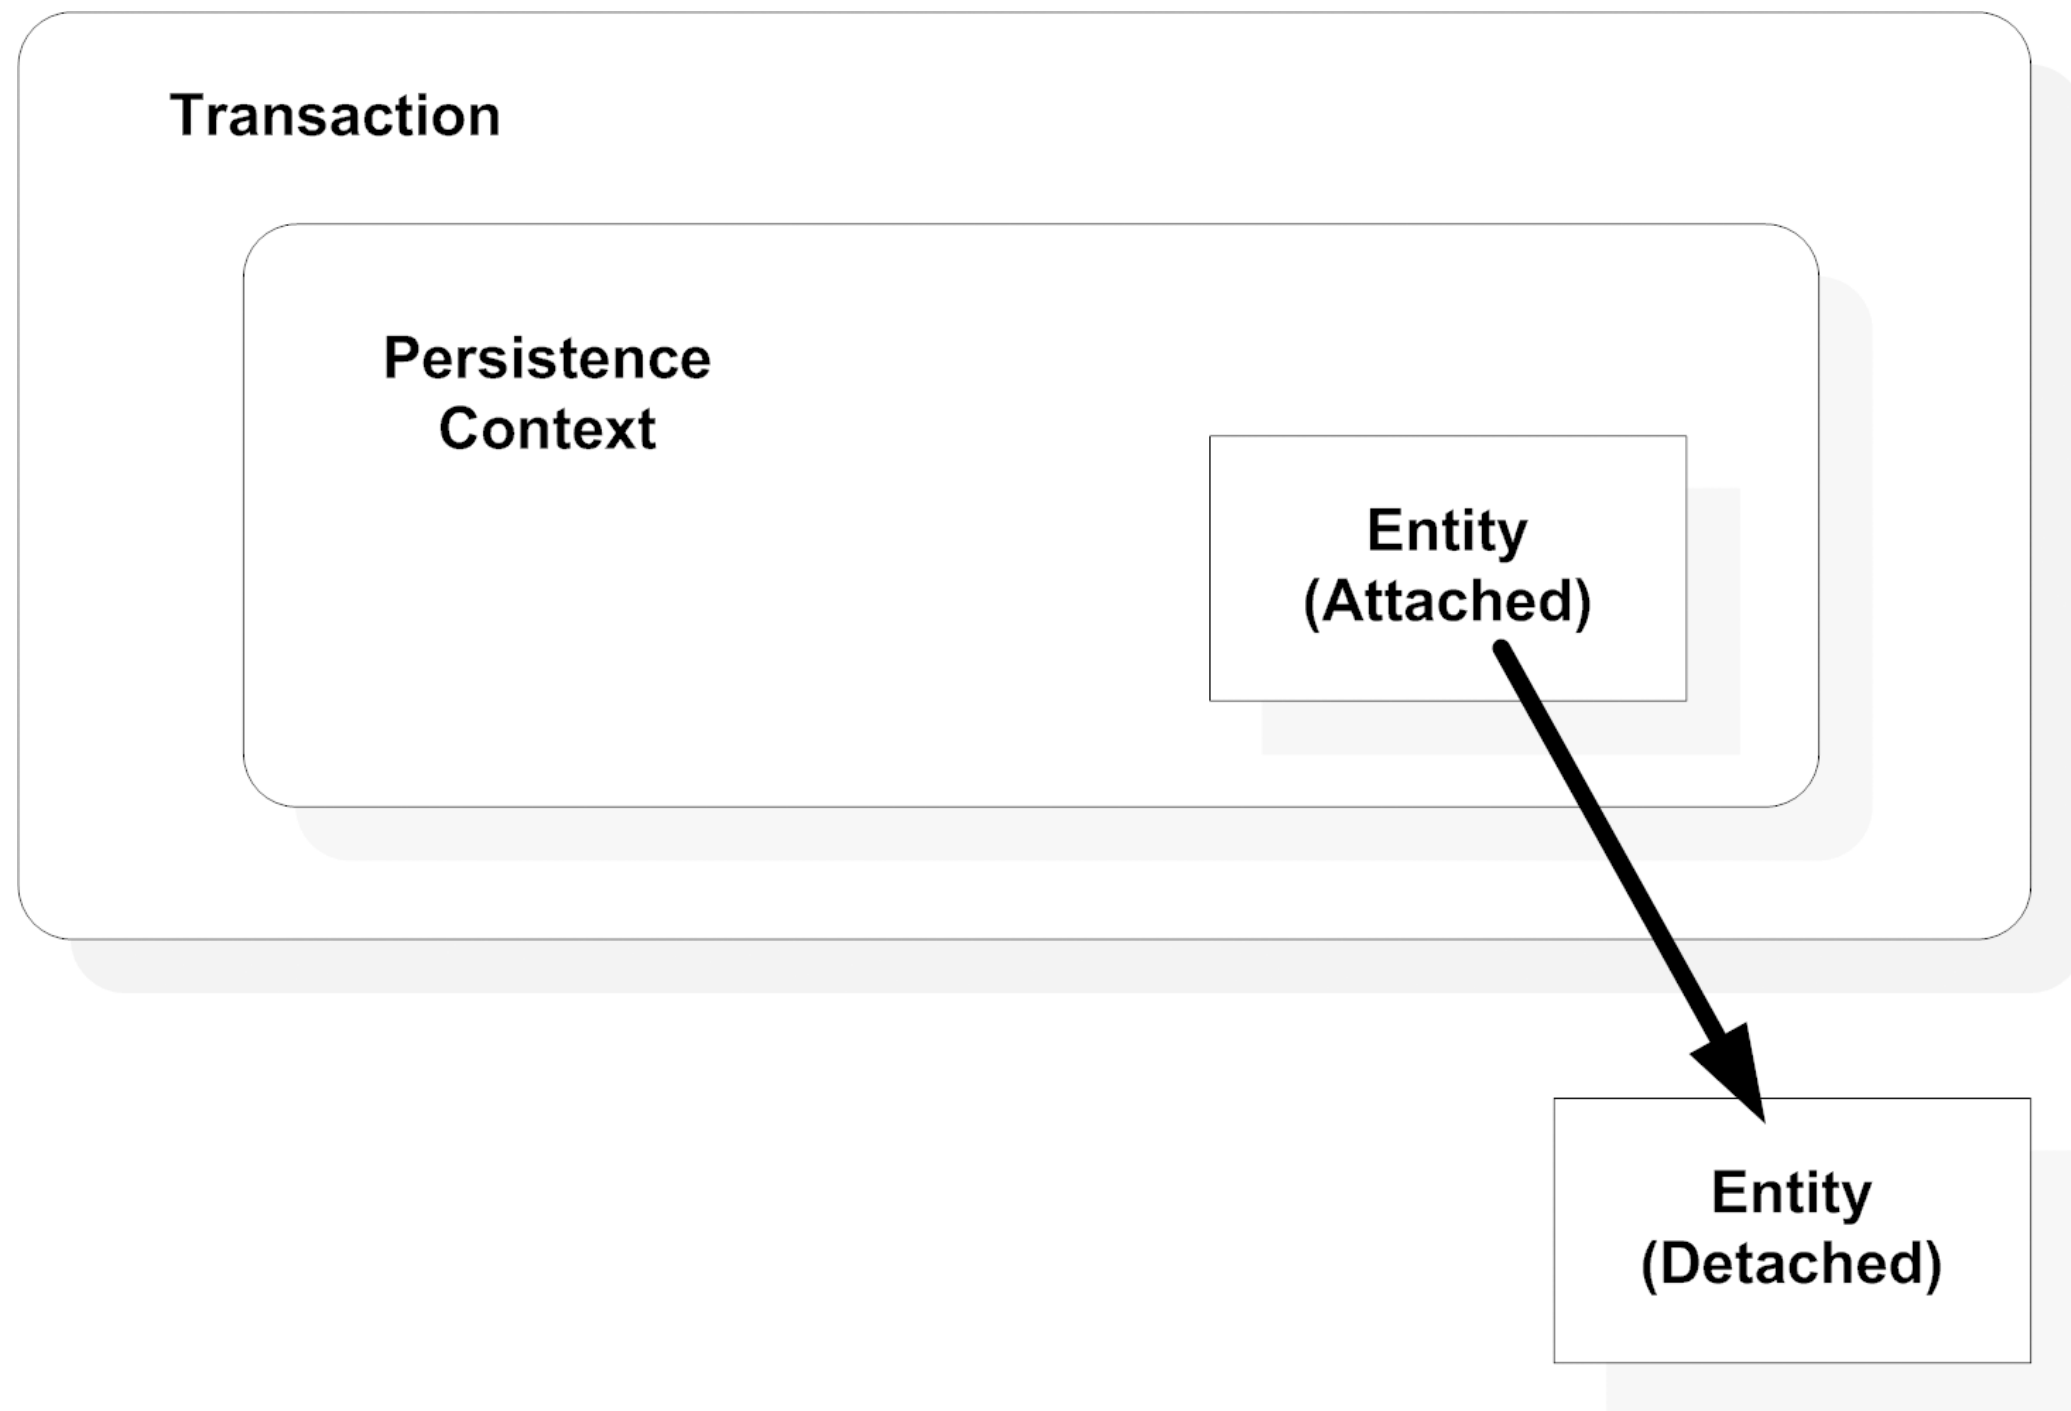 Transaction
Persistence
Context
Entity
(Attached)
Entity
(Detached)